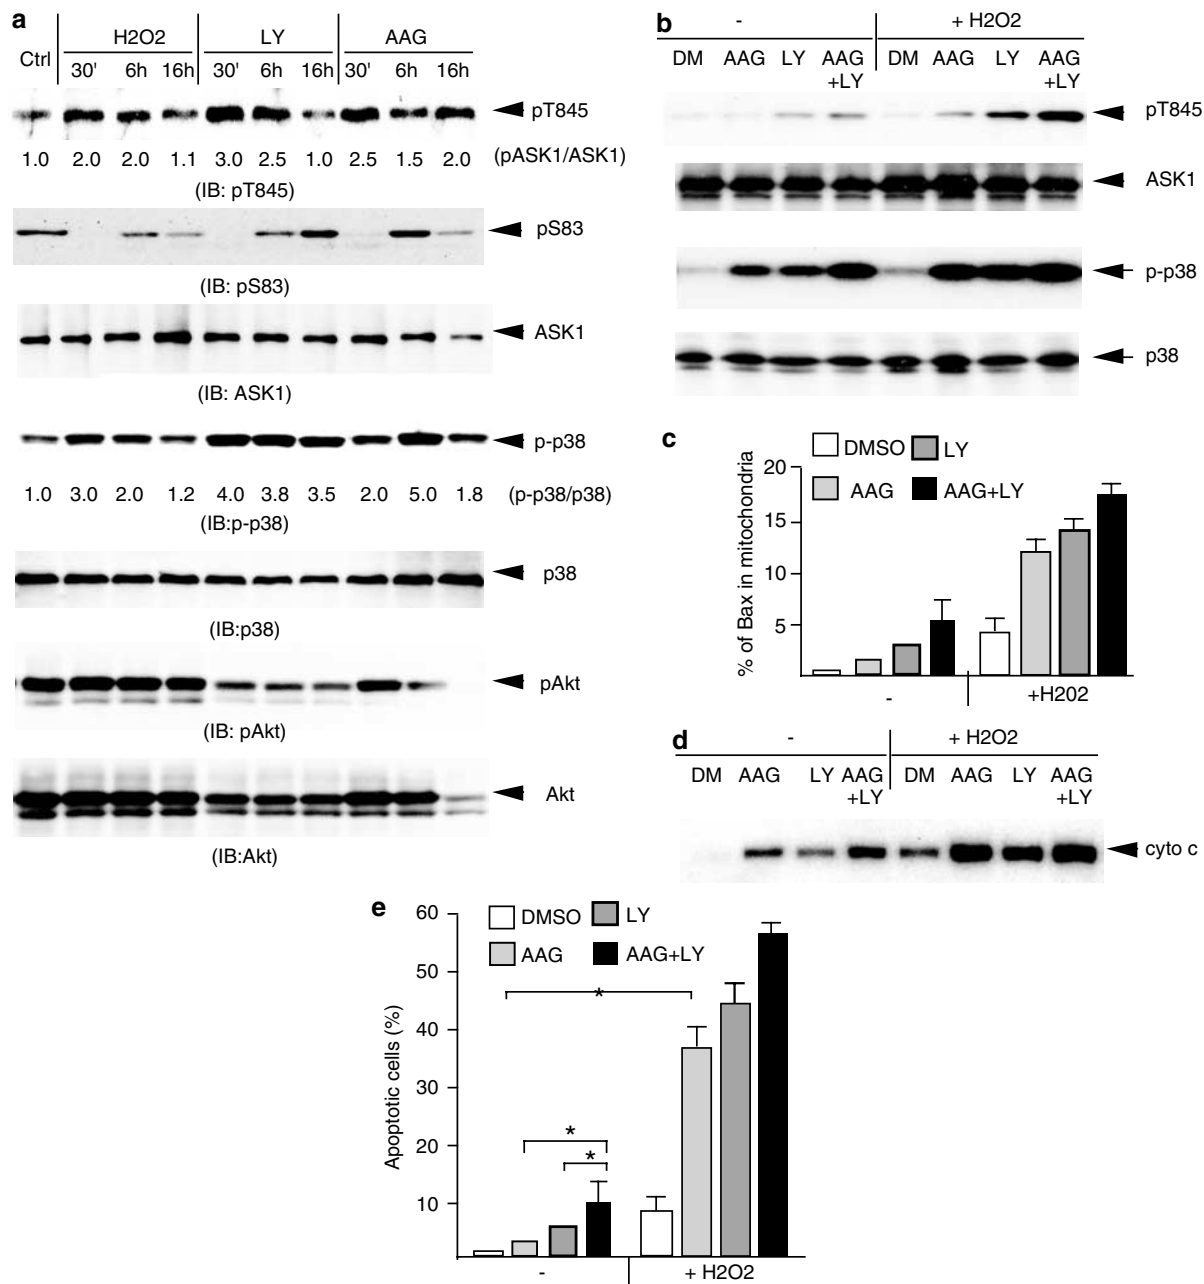 a
H2O2 LY AAG
Ctrl 30' 6h 16h 30' 6h 16h 30' 6h 16h
pT845
1.0 2.0 2.0 1.1 3.0 2.5 1.0 2.5 1.5 2.0 (pASK1/ASK1)
(IB: pT845)
pS83
(IB: pS83)
ASK1
(IB: ASK1)
p-p38
1.0 3.0 2.0 1.2 4.0 3.8 3.5 2.0 5.0 1.8 (p-p38/p38)
(IB:p-p38)
p38
(IB:p38)
pAkt
(IB: pAkt)
Akt
(IB:Akt)
b
- + H2O2
DM AAG LY AAG +LY DM AAG LY AAG +LY
pT845
ASK1
p-p38
p38
c
DMSO LY
AAG AAG+LY
% of Bax in mitochondria
20
15
10
5
- +H202
d
- + H2O2
DM AAG LY AAG +LY DM AAG LY AAG +LY
cyto c
e
DMSO LY
AAG AAG+LY
Apoptotic cells (%)
60
50
40
30
20
10
*
*
*
- + H2O2